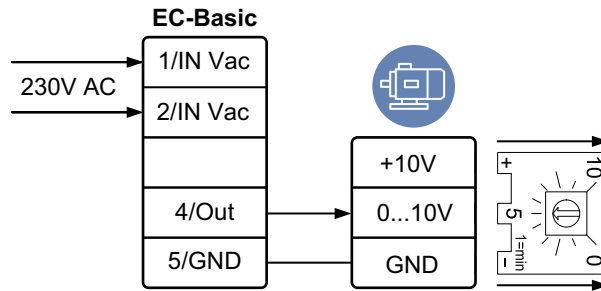 EC-Basic
1/IN Vac
230V AC
2/IN Vac
+10V
4/Out
0...10V
5/GND
GND
+
5
-
1=min
10
0